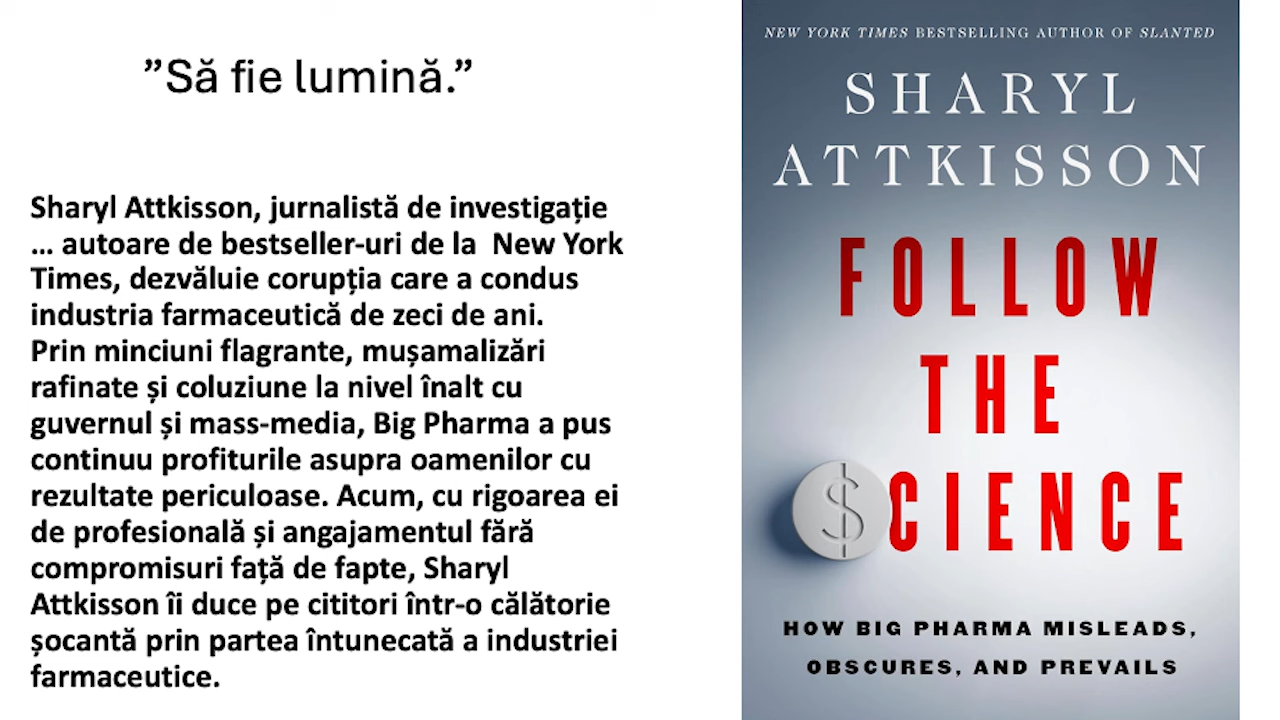 ”Să fie lumină.”
Sharyl Attkisson, jurnalistă de investigație
... autoare de bestseller-uri de la New York
Times, dezvăluie corupția care a condus
industria farmaceutică de zeci de ani.
Prin minciuni flagrante, mușamalizări
rafinate și coluziune la nivel înalt cu
guvernul și mass-media, Big Pharma a pus
continuu profiturile asupra oamenilor cu
rezultate periculoase. Acum, cu rigoarea ei
de profesională și angajamentul fără
compromisuri față de fapte, Sharyl
Attkisson îi duce pe cititori într-o călătorie
șocantă prin partea întunecată a industriei
farmaceutice.
NEW YORK TIMES BESTSELLING AUTHOR OF SLANTED
SHARYL
ATTKISSON
FOLLOW
THE
$CIENCE
HOW BIG PHARMA MISLEADS,
OBSCURES, AND PREVAILS